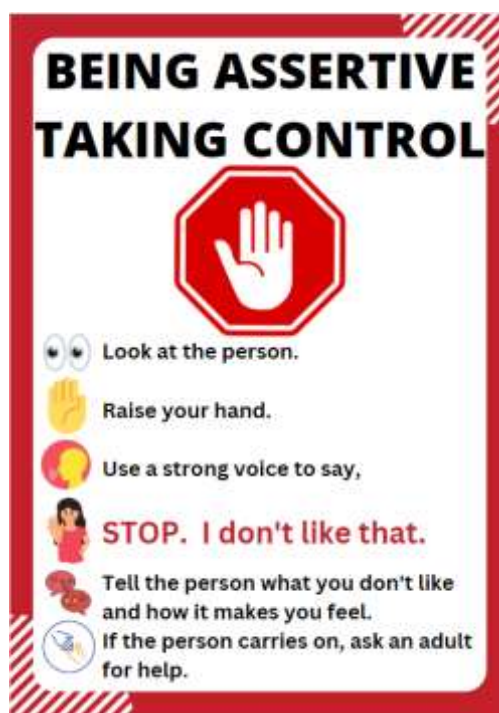 BEING ASSERTIVE
TAKING CONTROL
Look at the person.
Raise your hand.
Use a strong voice to say,
STOP.  I don't like that.
Tell the person what you don't like
and how it makes you feel.
If the person carries on, ask an adult
for help.